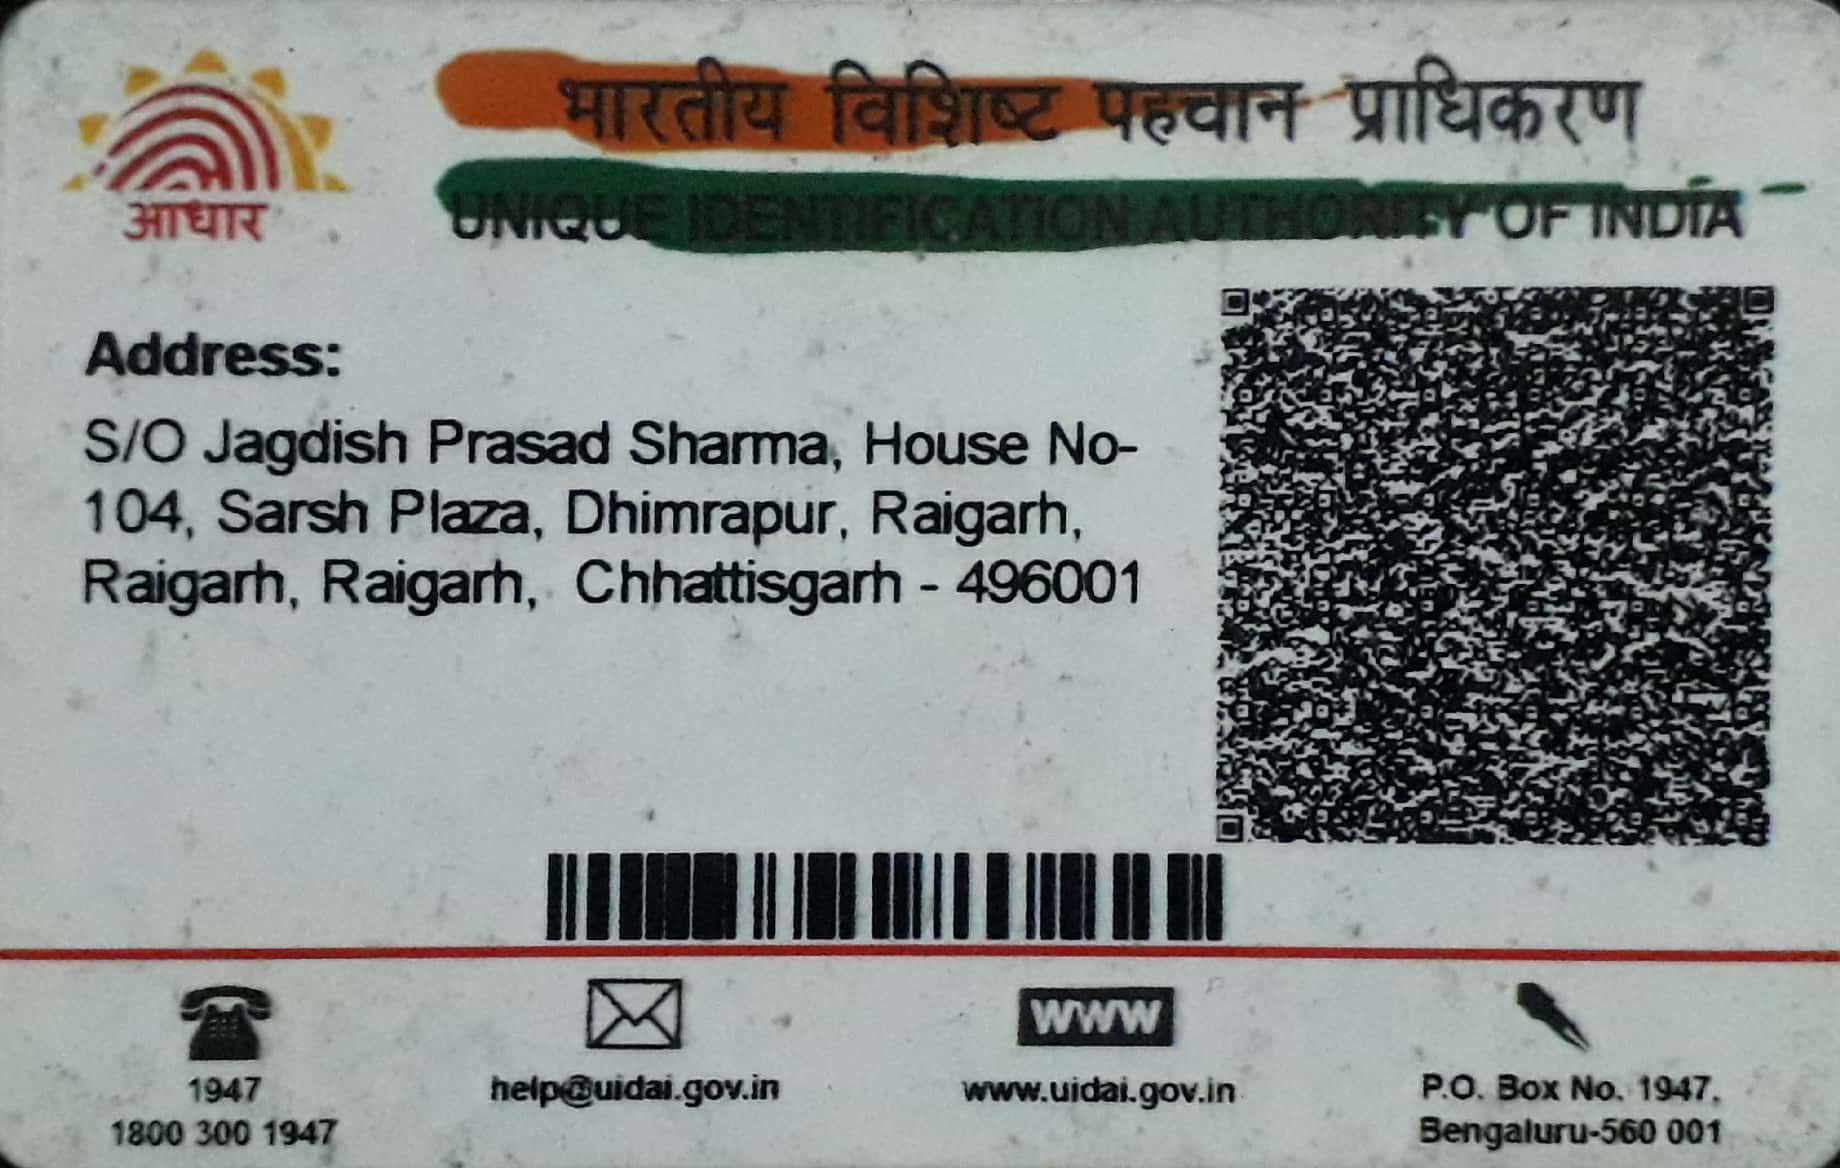 भारतीय विशिष्ट पहचान प्राधिकरण
UNIQUE IDENTIFICATION AUTHORITY OF INDIA
आधार
Address:
S/O Jagdish Prasad Sharma, House No-
104, Sarsh Plaza, Dhimrapur, Raigarh,
Raigarh, Raigarh, Chhattisgarh - 496001
WWW
1947
1800 300 1947
help@uidai.gov.in
www.uidai.gov.in
P.O. Box No. 1947,
Bengaluru-560 001